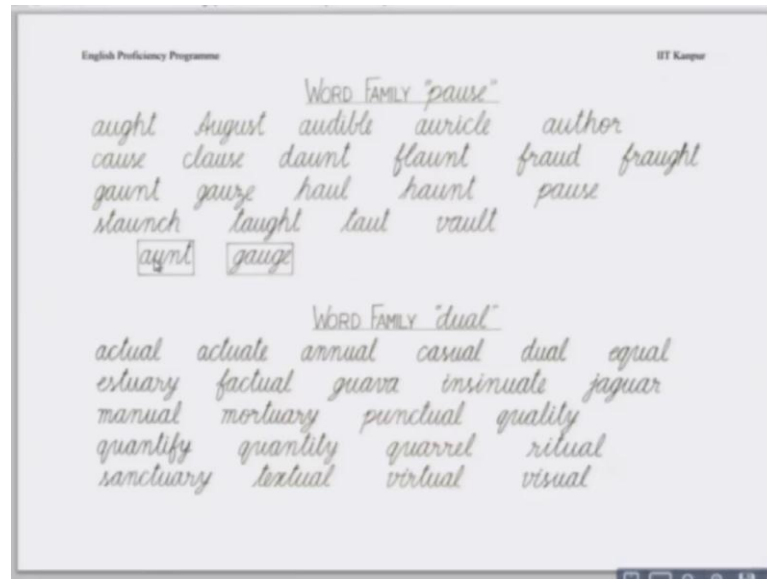 English Proficiency Programme IIT Kanpur
WORD FAMILY "pause"
aught August audible auricle author
cause clause daunt flaunt fraud fraught
gaunt gauze haul haunt pause
staunch taught taut vault
aunt gauge
WORD FAMILY "dual"
actual actuate annual casual dual equal
estuary factual guava insinuate jaguar
manual mortuary punctual quality
quantify quantity quarrel ritual
sanctuary textual virtual visual